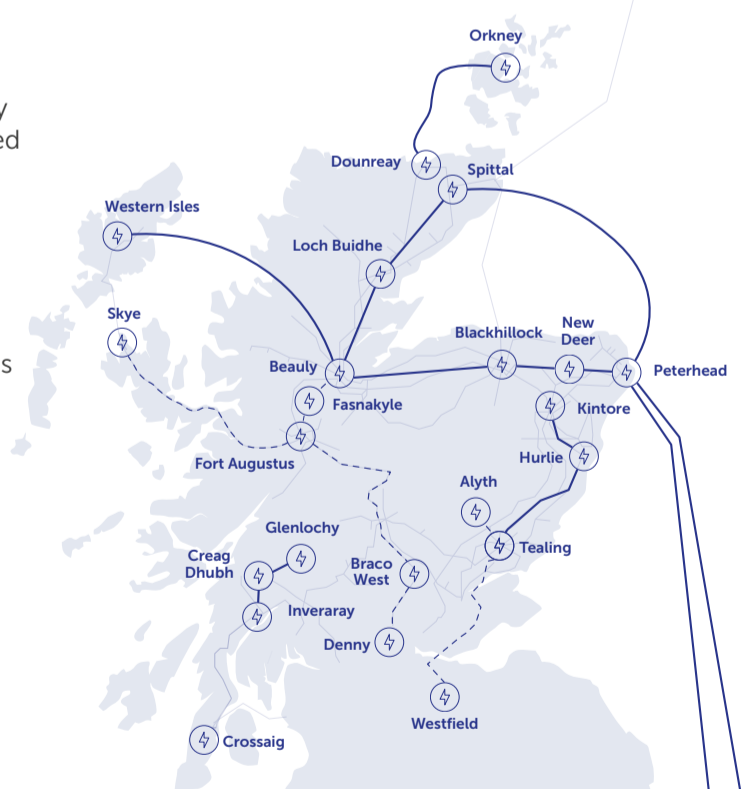 Orkney
y
ed
Dounreay
Spittal
Western Isles
Loch Buidhe
Skye
Blackhillock
New
Deer
s
Beauly
Peterhead
Fasnakyle
Kintore
Hurlie
Fort Augustus
Alyth
Glenlochy
Tealing
Creag
Dhubh
Braco
West
Inveraray
Denny
Westfield
Crossaig